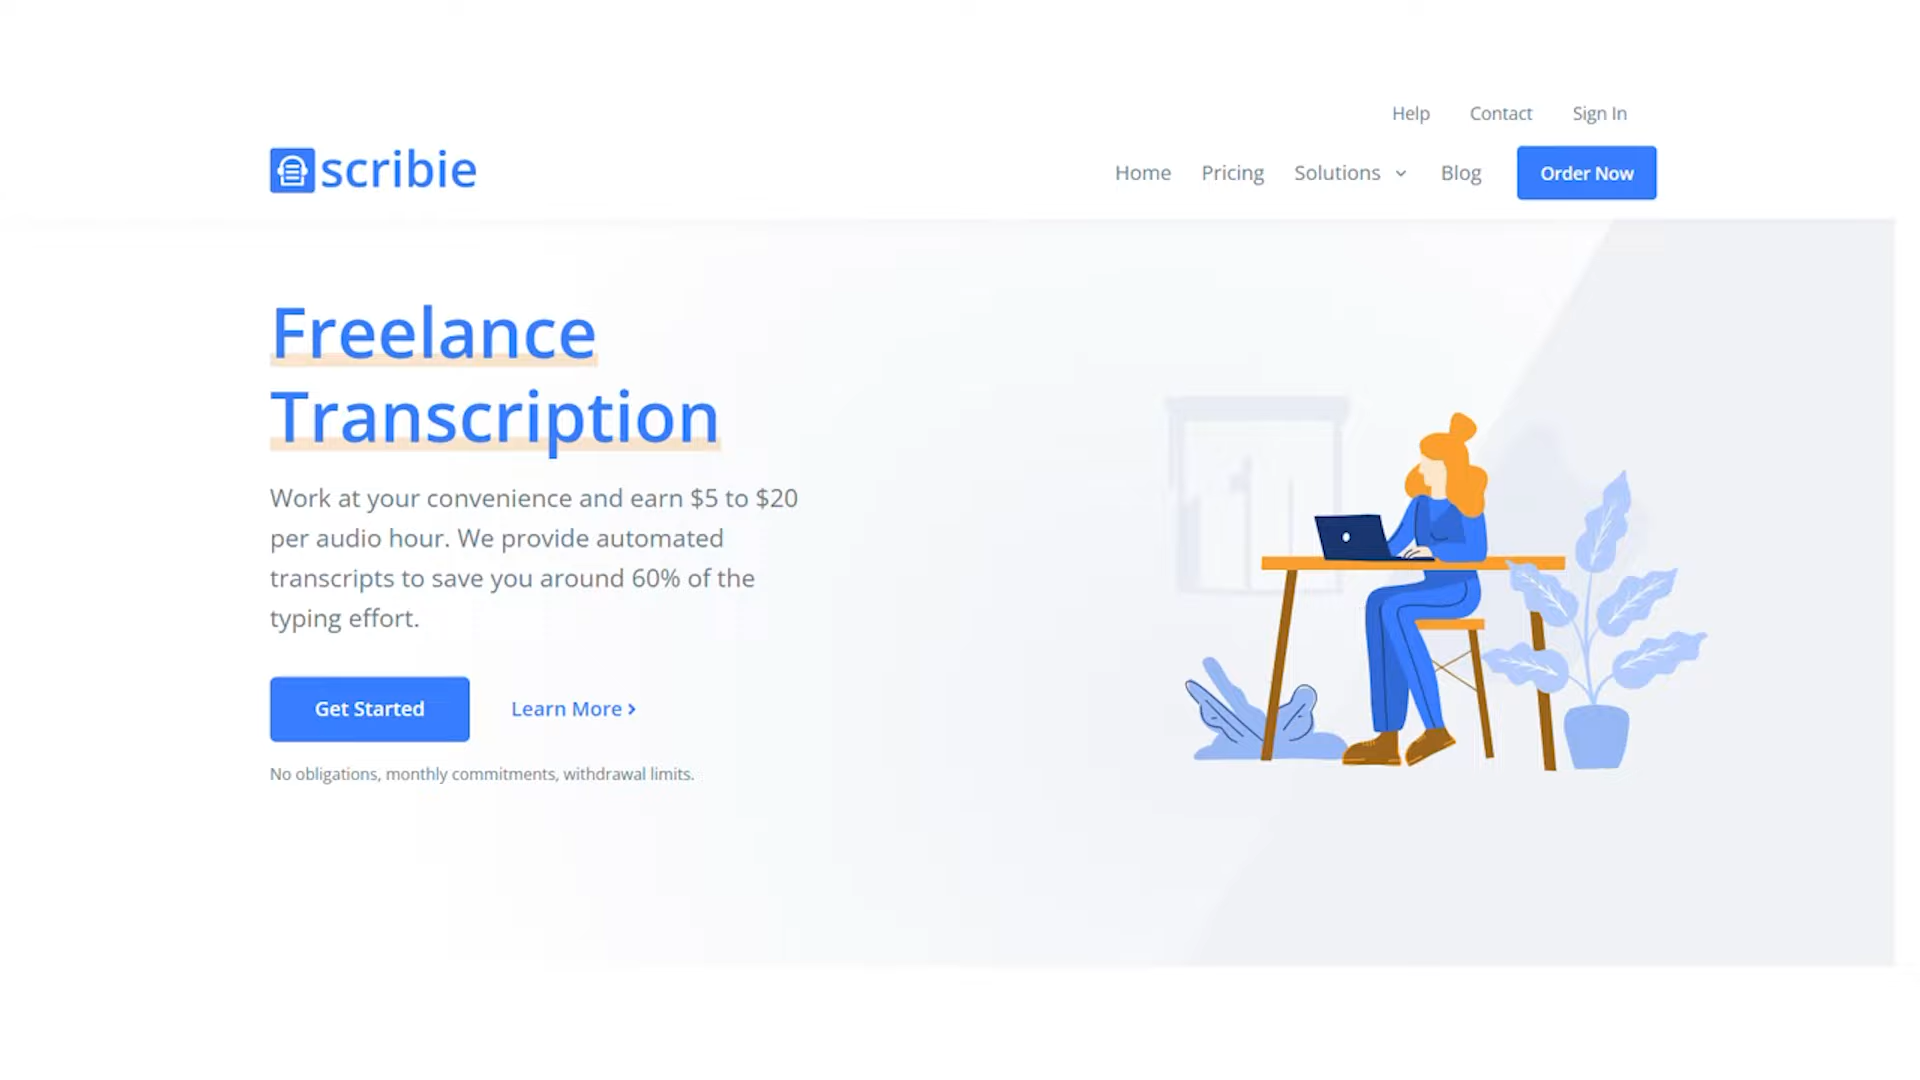 Help Contact Sign In
scribie
Home Pricing Solutions Blog Order Now
Freelance
Transcription
Work at your convenience and earn $5 to $20
per audio hour. We provide automated
transcripts to save you around 60% of the
typing effort.
Get Started Learn More
No obligations, monthly commitments, withdrawal limits.